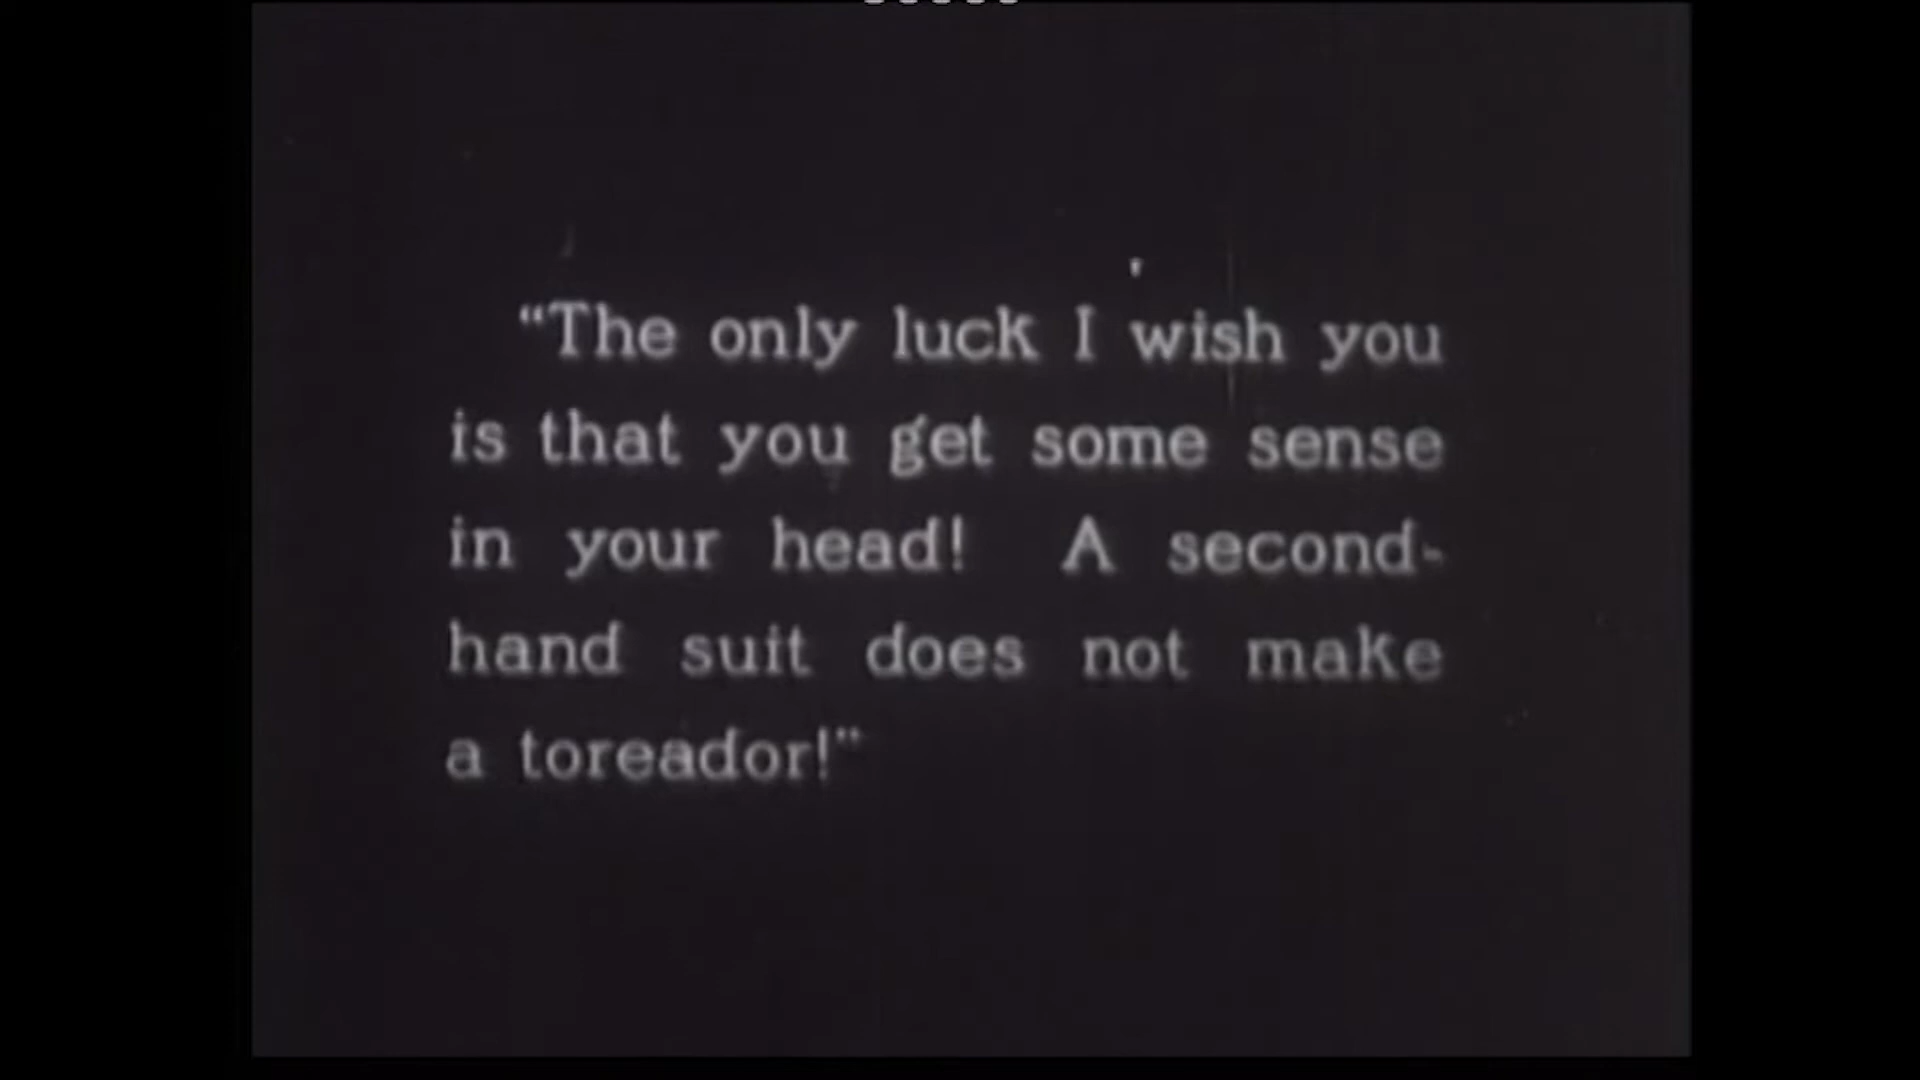 “The only luck I wish you
is that you get some sense
in your head! A second-
hand suit does not make
a toreador!”